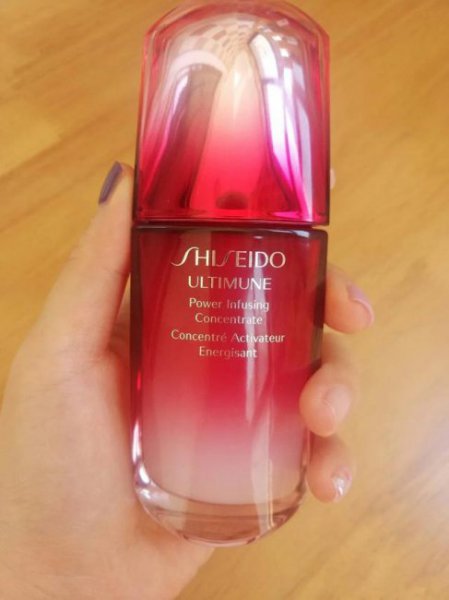 SHISEIDO
ULTIMUNE
Power Infusing
Concentrate
Concentré Activateur
Energisant